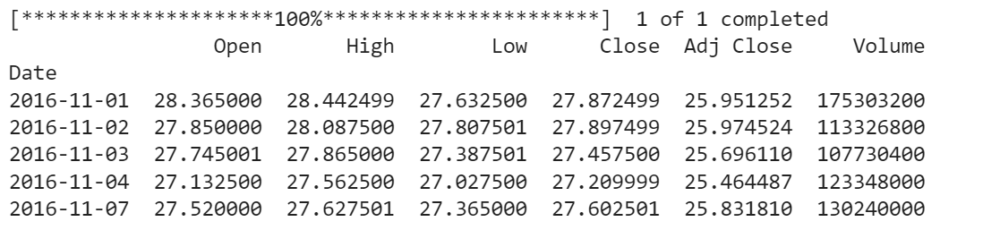 [*********************100%***********************]  1 of 1 completed
                 Open       High        Low      Close  Adj Close     Volume
Date
2016-11-01  28.365000  28.442499  27.632500  27.872499  25.951252  175303200
2016-11-02  27.850000  28.087500  27.807501  27.897499  25.974524  113326800
2016-11-03  27.745001  27.865000  27.387501  27.457500  25.696110  107730400
2016-11-04  27.132500  27.562500  27.027500  27.209999  25.464487  123348000
2016-11-07  27.520000  27.627501  27.365000  27.602501  25.831810  130240000